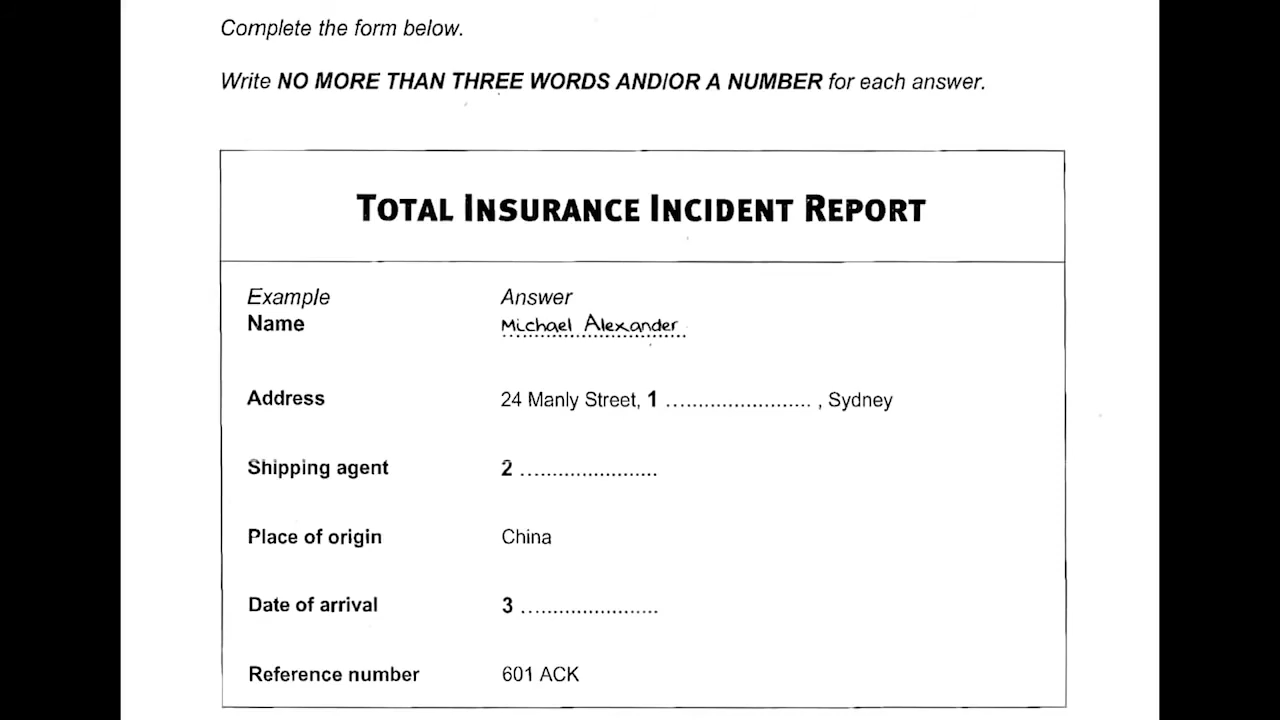 Complete the form below.
Write NO MORE THAN THREE WORDS AND/OR A NUMBER for each answer.
TOTAL INSURANCE INCIDENT REPORT
Example Answer
Name Michael Alexander
Address 24 Manly Street, 1 ........................ , Sydney
Shipping agent 2 ......................
Place of origin China
Date of arrival 3 ......................
Reference number 601 ACK